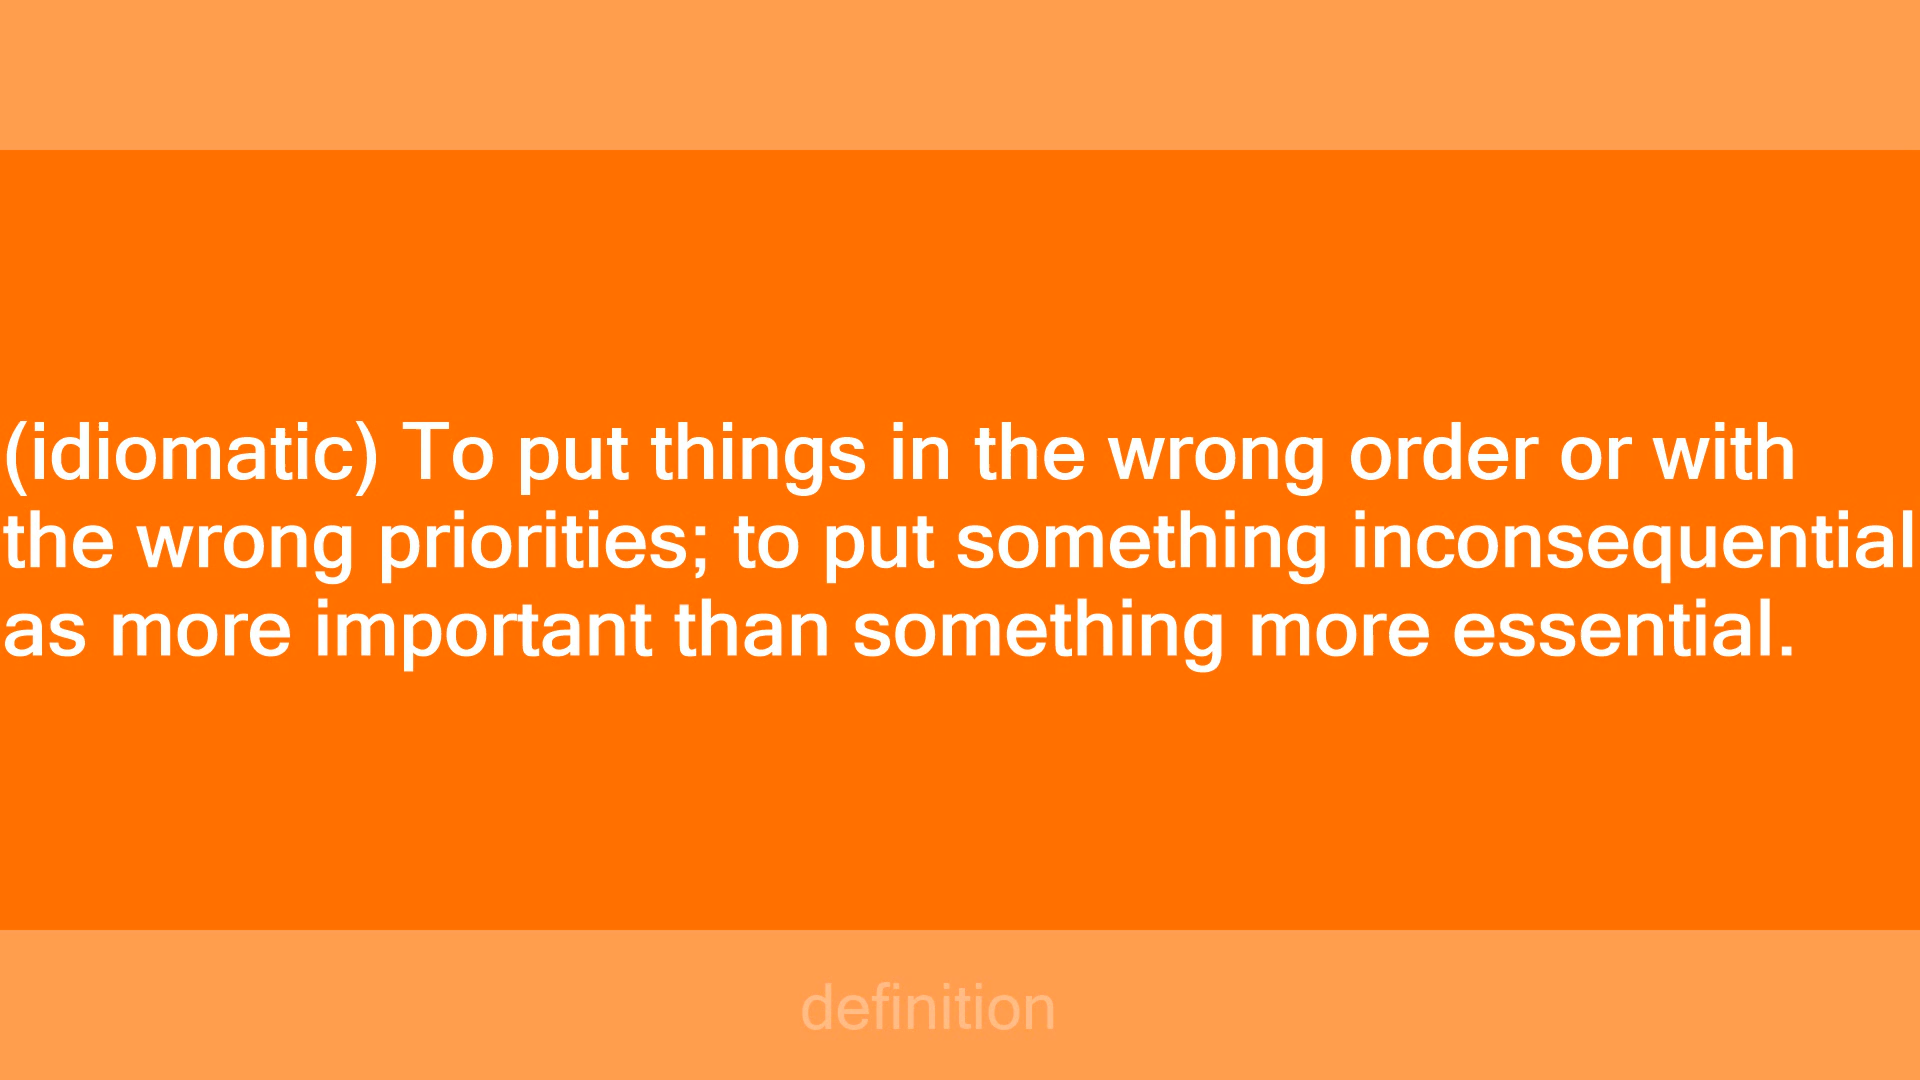 (idiomatic) To put things in the wrong order or with
the wrong priorities; to put something inconsequential
as more important than something more essential.
definition